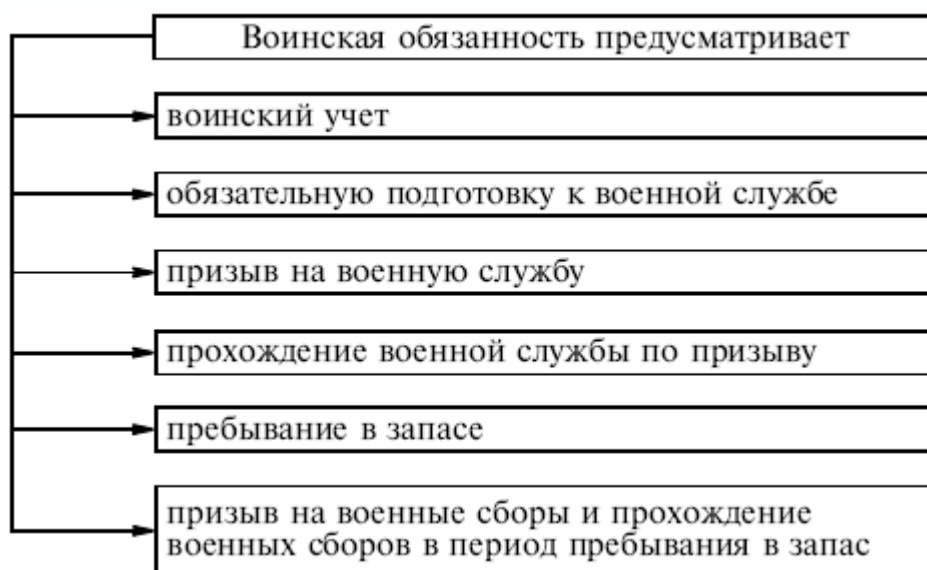 Воинская обязанность предусматривает
воинский учет
обязательную подготовку к военной службе
призыв на военную службу
прохождение военной службы по призыву
пребывание в запасе
призыв на военные сборы и прохождение
военных сборов в период пребывания в запас